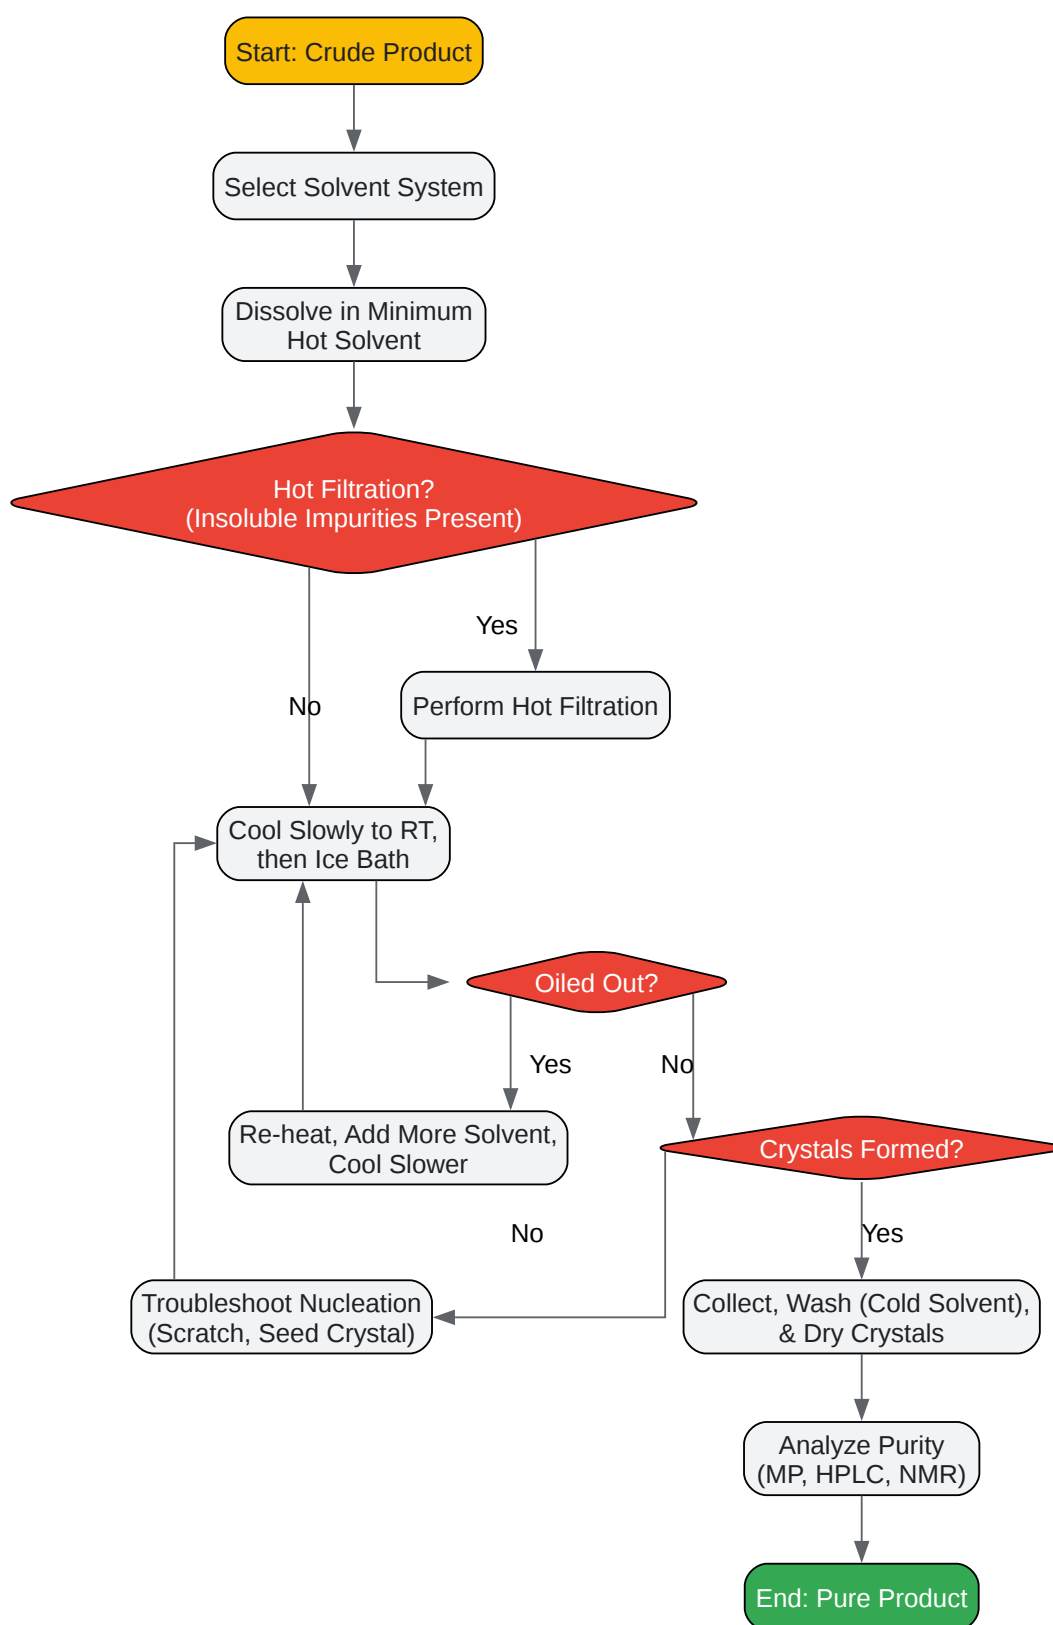 Start: Crude Product
Select Solvent System
Dissolve in Minimum
Hot Solvent
Hot Filtration?
(Insoluble Impurities Present)
Yes
No
Perform Hot Filtration
Cool Slowly to RT,
then Ice Bath
Oiled Out?
Yes
No
Re-heat, Add More Solvent,
Cool Slower
Crystals Formed?
No
Yes
Troubleshoot Nucleation
(Scratch, Seed Crystal)
Collect, Wash (Cold Solvent),
& Dry Crystals
Analyze Purity
(MP, HPLC, NMR)
End: Pure Product